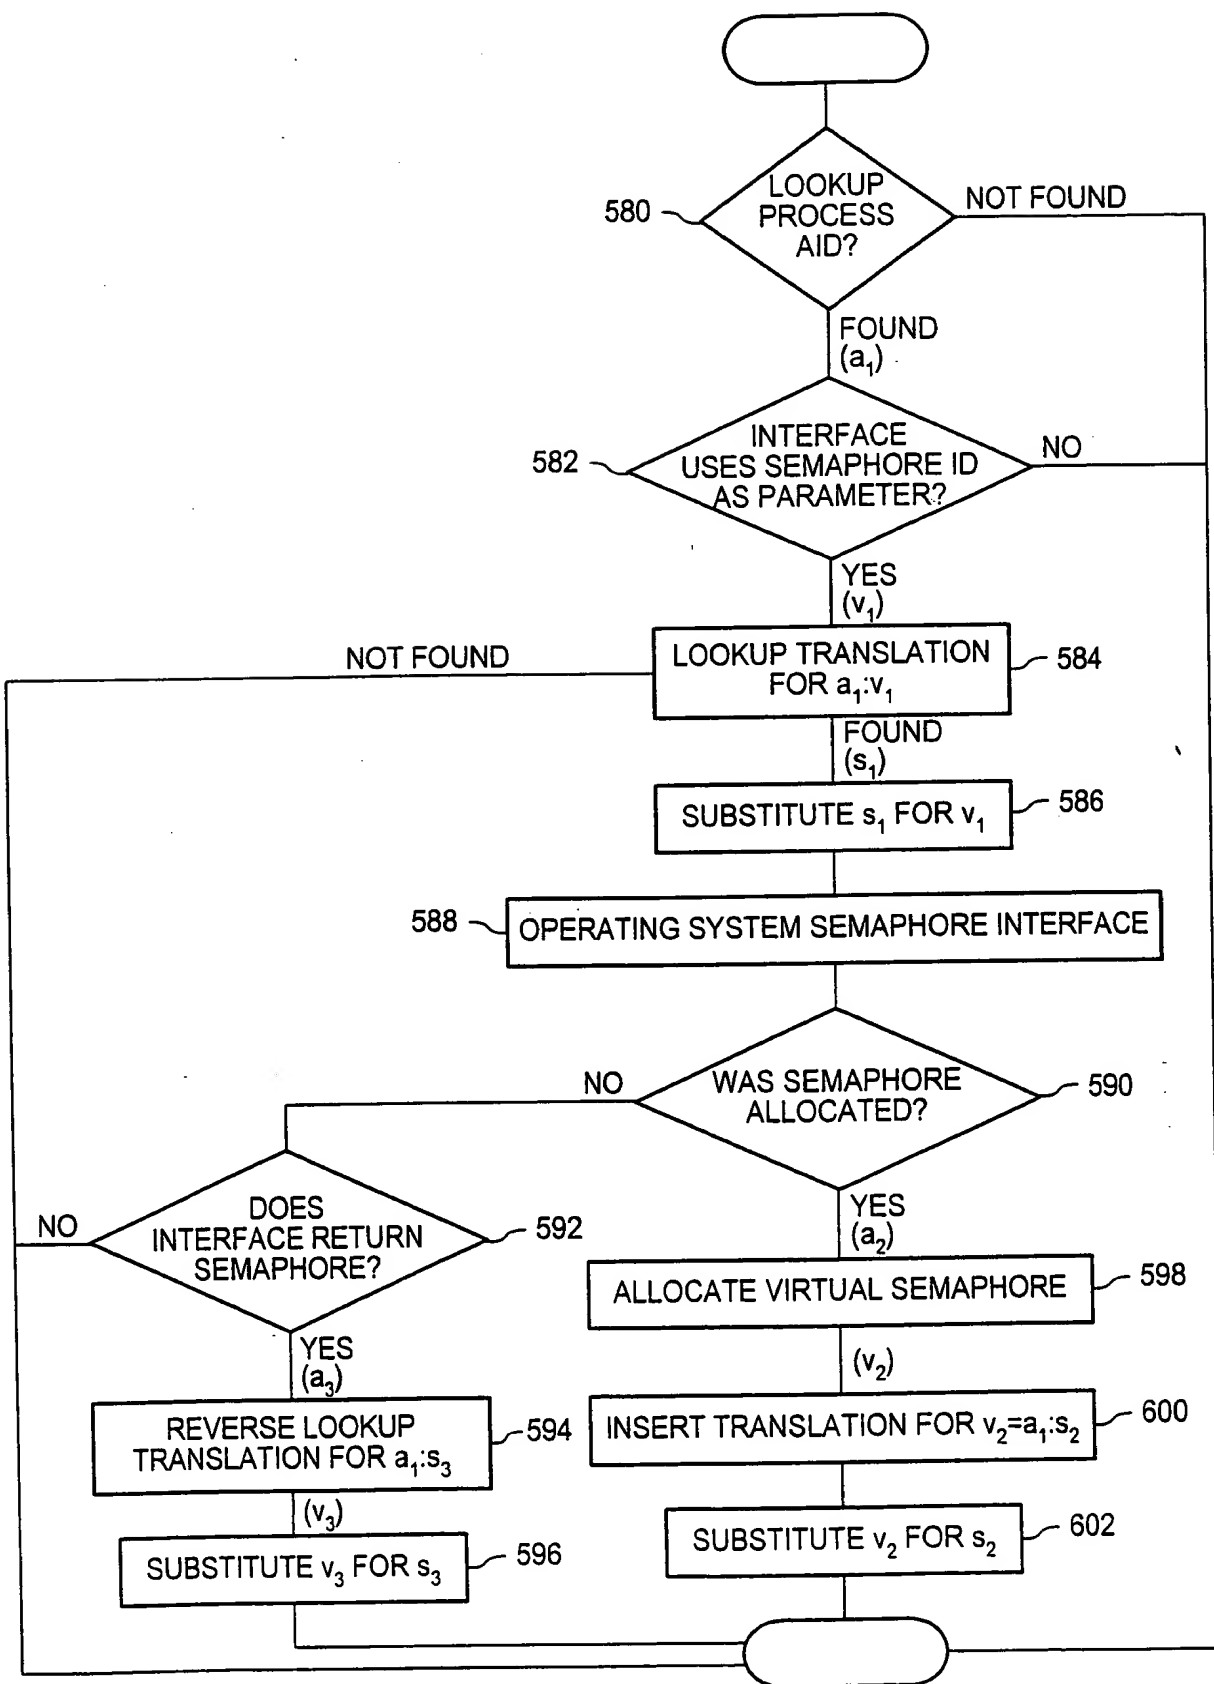 LOOKUP
PROCESS
AID?
580
NOT FOUND
FOUND
(a₁)
INTERFACE
USES SEMAPHORE ID
AS PARAMETER?
582
NO
YES
(v₁)
NOT FOUND
LOOKUP TRANSLATION
FOR a₁:v₁
584
FOUND
(s₁)
SUBSTITUTE s₁ FOR v₁
586
588
OPERATING SYSTEM SEMAPHORE INTERFACE
NO
WAS SEMAPHORE
ALLOCATED?
590
NO
DOES
INTERFACE RETURN
SEMAPHORE?
592
YES
(a₂)
ALLOCATE VIRTUAL SEMAPHORE
598
YES
(a₃)
(v₂)
REVERSE LOOKUP
TRANSLATION FOR a₁:s₃
594
INSERT TRANSLATION FOR v₂=a₁:s₂
600
(v₃)
SUBSTITUTE v₃ FOR s₃
596
SUBSTITUTE v₂ FOR s₂
602